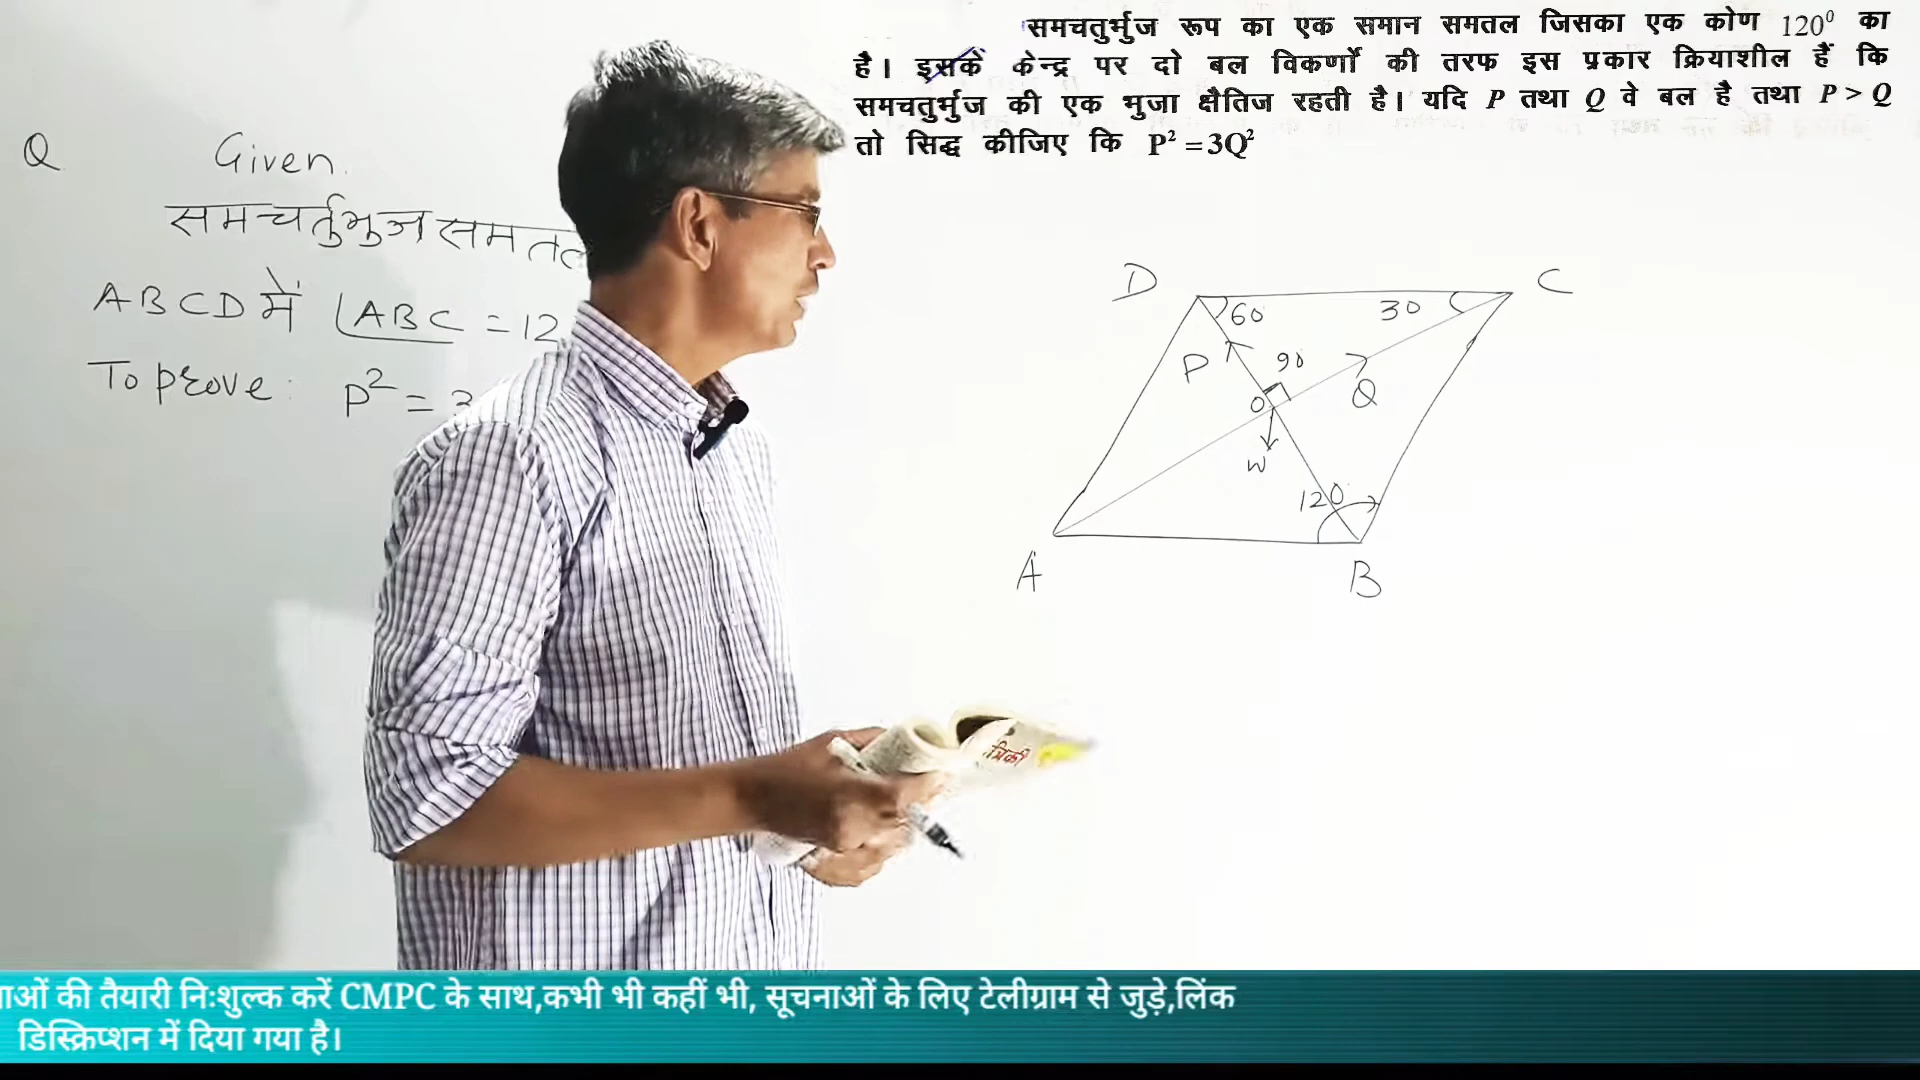 समचतुर्भुज रूप का एक समान समतल जिसका एक कोण 120⁰ का
है। इसके केन्द्र पर दो बल विकर्णों की तरफ इस प्रकार क्रियाशील हैं कि
समचतुर्भुज की एक भुजा क्षैतिज रहती है। यदि P तथा Q वे बल है तथा P > Q
तो सिद्ध कीजिए कि P² = 3Q²
Q Given.
समचर्तुभुज समतल
ABCD में ∠ABC = 12
To prove: P² = 3
D C
60 30
P 90
O Q
W
120
A B
त्रिकी
ाओं की तैयारी निःशुल्क करें CMPC के साथ,कभी भी कहीं भी, सूचनाओं के लिए टेलीग्राम से जुड़े,लिंक
डिस्क्रिप्शन में दिया गया है।